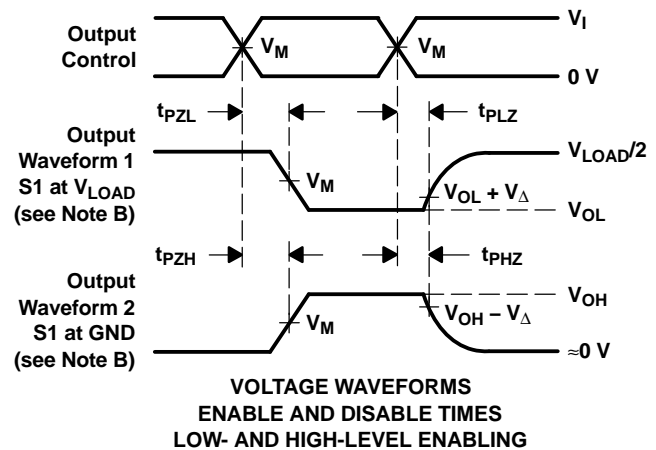 Output
Control
V_M
V_M
V_I
0 V
t_PZL
t_PLZ
Output
Waveform 1
S1 at V_LOAD
(see Note B)
V_M
V_LOAD/2
V_OL + V_Δ
V_OL
t_PZH
t_PHZ
Output
Waveform 2
S1 at GND
(see Note B)
V_M
V_OH
V_OH − V_Δ
≈0 V
VOLTAGE WAVEFORMS
ENABLE AND DISABLE TIMES
LOW- AND HIGH-LEVEL ENABLING